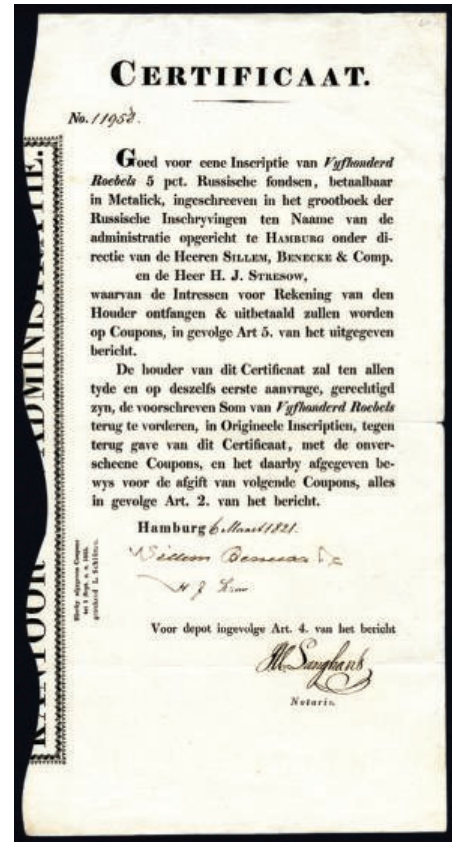 CERTIFICAAT.
No. 11958.
Goed voor eene Inscriptie van Vyfhonderd
Roebels 5 pct. Russische fondsen, betaalbaar
in Metalick, ingeschreeven in het grootboek der
Russische Inschryvingen ten Naame van de
administratie opgericht te HAMBURG onder di-
rectie van de Heeren SILLEM, BENECKE & Comp.
en de Heer H. J. STRESOW,
waarvan de Intressen voor Rekening van den
Houder ontfangen & uitbetaald zullen worden
op Coupons, in gevolge Art 5. van het uitgegeven
bericht.
De houder van dit Certificaat zal ten allen
tyde en op deszelfs eerste aanvrage, gerechtigd
zyn, de voorschreven Som van Vyfhonderd Roebels
terug te vorderen, in Origineele Inscriptien, tegen
terug gave van dit Certificaat, met de onver-
scheene Coupons, en het daarby afgegeven be-
wys voor de afgift van volgende Coupons, alles
in gevolge Art. 2. van het bericht.
Hamburg 6 Maart 1821.
H J
Voor depot ingevolge Art. 4. van het bericht
Notaris.
KANTOOR ADMINISTRATIE.